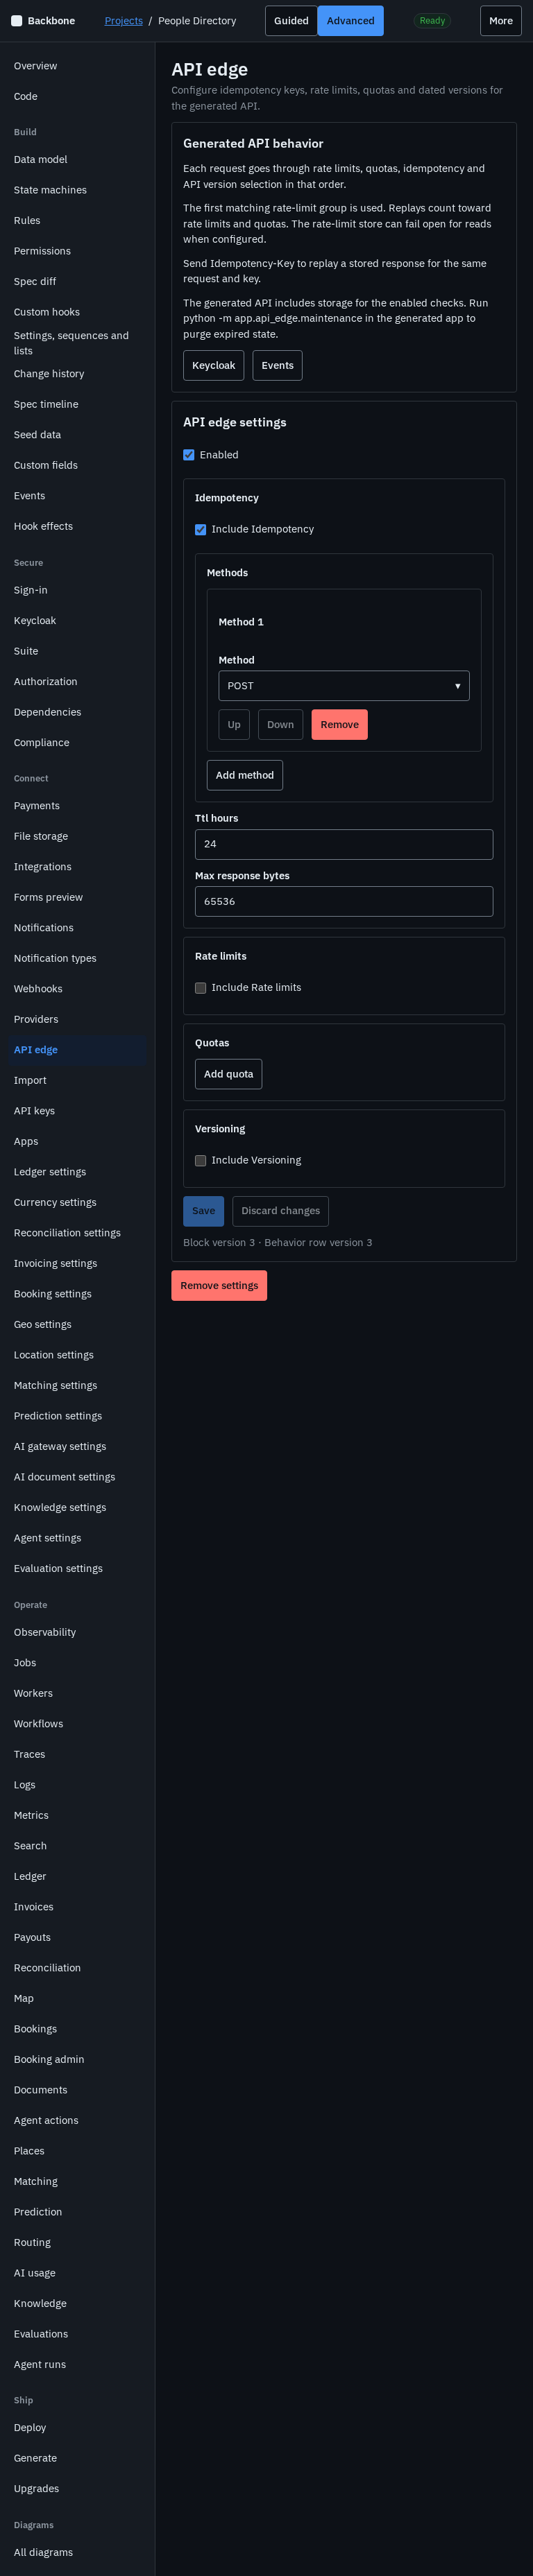 Backbone
Projects / People Directory
Guided
Advanced
Ready
More
Overview
Code
Build
Data model
State machines
Rules
Permissions
Spec diff
Custom hooks
Settings, sequences and
lists
Change history
Spec timeline
Seed data
Custom fields
Events
Hook effects
Secure
Sign-in
Keycloak
Suite
Authorization
Dependencies
Compliance
Connect
Payments
File storage
Integrations
Forms preview
Notifications
Notification types
Webhooks
Providers
API edge
Import
API keys
Apps
Ledger settings
Currency settings
Reconciliation settings
Invoicing settings
Booking settings
Geo settings
Location settings
Matching settings
Prediction settings
AI gateway settings
AI document settings
Knowledge settings
Agent settings
Evaluation settings
Operate
Observability
Jobs
Workers
Workflows
Traces
Logs
Metrics
Search
Ledger
Invoices
Payouts
Reconciliation
Map
Bookings
Booking admin
Documents
Agent actions
Places
Matching
Prediction
Routing
AI usage
Knowledge
Evaluations
Agent runs
Ship
Deploy
Generate
Upgrades
Diagrams
All diagrams
API edge
Configure idempotency keys, rate limits, quotas and dated versions for
the generated API.
Generated API behavior
Each request goes through rate limits, quotas, idempotency and
API version selection in that order.
The first matching rate-limit group is used. Replays count toward
rate limits and quotas. The rate-limit store can fail open for reads
when configured.
Send Idempotency-Key to replay a stored response for the same
request and key.
The generated API includes storage for the enabled checks. Run
python -m app.api_edge.maintenance in the generated app to
purge expired state.
Keycloak
Events
API edge settings
Enabled
Idempotency
Include Idempotency
Methods
Method 1
Method
POST
Up
Down
Remove
Add method
Ttl hours
24
Max response bytes
65536
Rate limits
Include Rate limits
Quotas
Add quota
Versioning
Include Versioning
Save
Discard changes
Block version 3 · Behavior row version 3
Remove settings